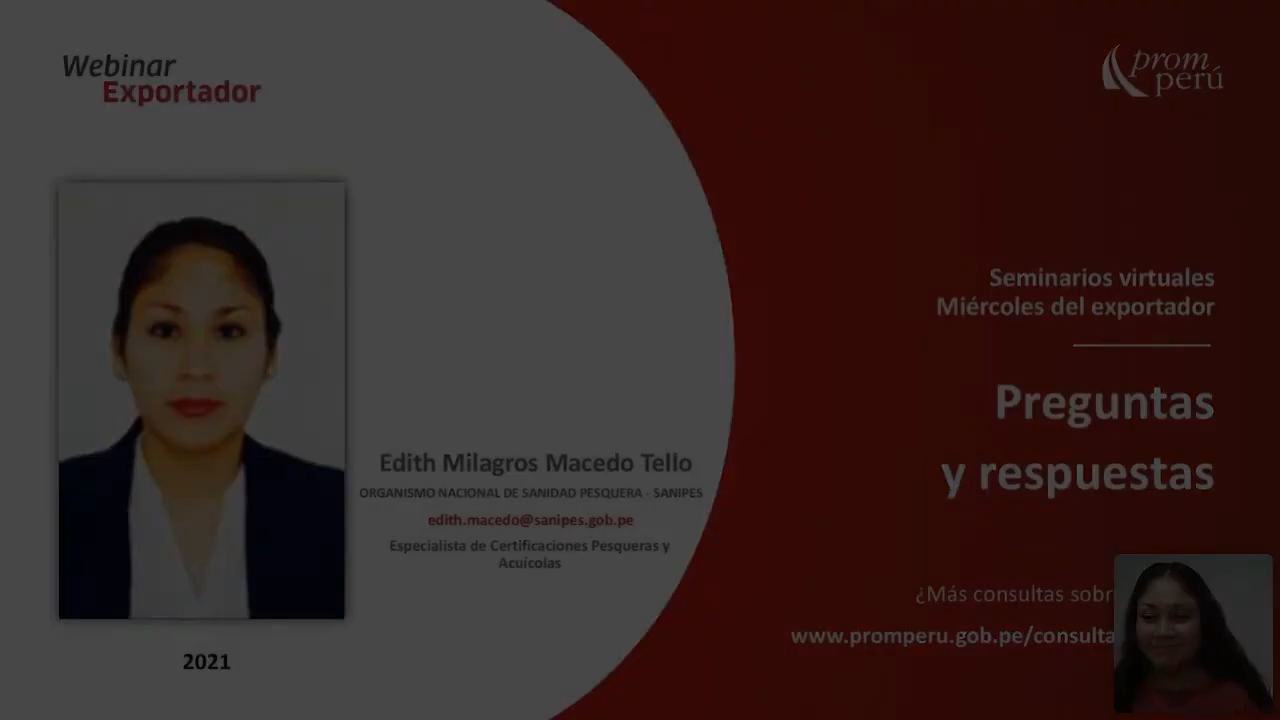 Webinar
Exportador
prom
perú
Seminarios virtuales
Miércoles del exportador
Preguntas
y respuestas
Edith Milagros Macedo Tello
ORGANISMO NACIONAL DE SANIDAD PESQUERA - SANIPES
edith.macedo@sanipes.gob.pe
Especialista de Certificaciones Pesqueras y
Acuícolas
¿Más consultas
www.promperu.gob.pe/consulta
2021